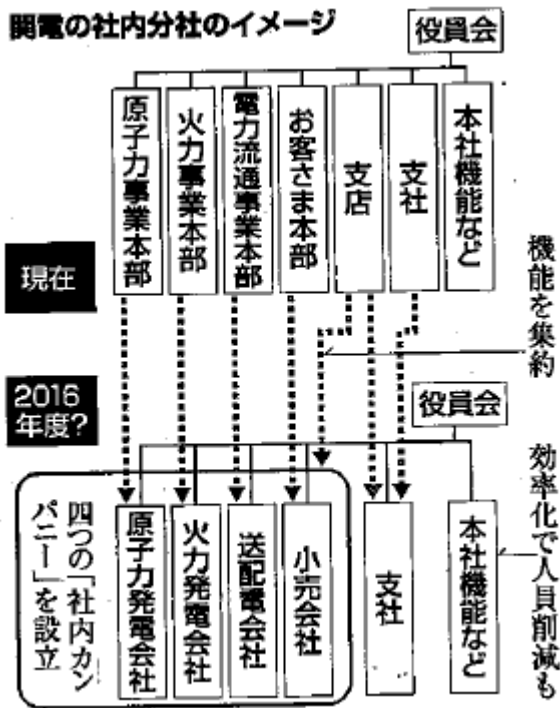 関電の社内分社のイメージ
役員会
原子力事業本部
火力事業本部
電力流通事業本部
お客さま本部
支店
支社
本社機能など
現在
機能を集約
2016
年度?
役員会
四つの「社内カン
パニー」を設立
原子力発電会社
火力発電会社
送配電会社
小売会社
支社
本社機能など
効率化で人員削減も